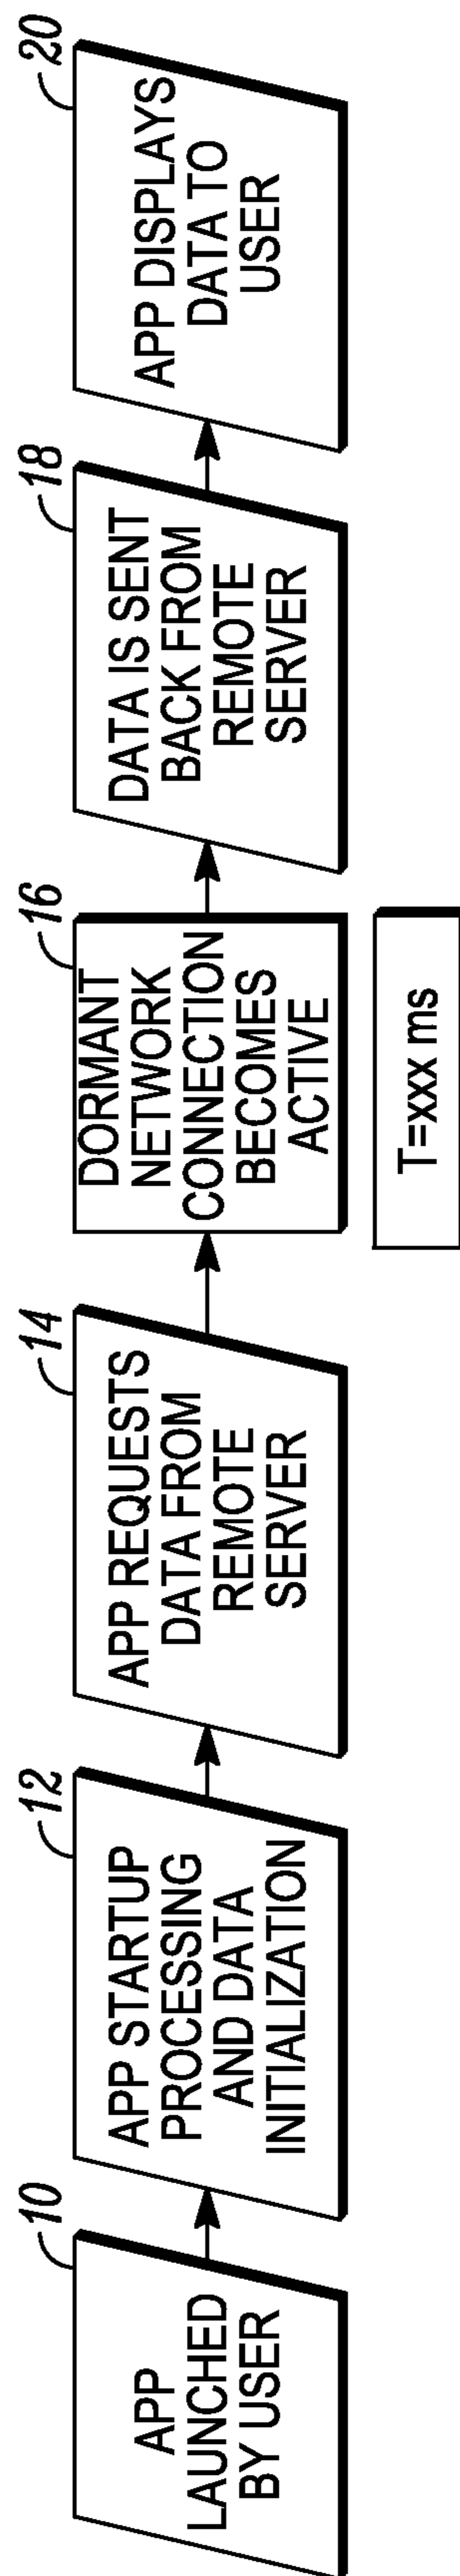 10
APP
LAUNCHED
BY USER
12
APP STARTUP
PROCESSING
AND DATA
INITIALIZATION
14
APP REQUESTS
DATA FROM
REMOTE
SERVER
16
DORMANT
NETWORK
CONNECTION
BECOMES
ACTIVE
T=xxx ms
18
DATA IS SENT
BACK FROM
REMOTE
SERVER
20
APP DISPLAYS
DATA TO
USER